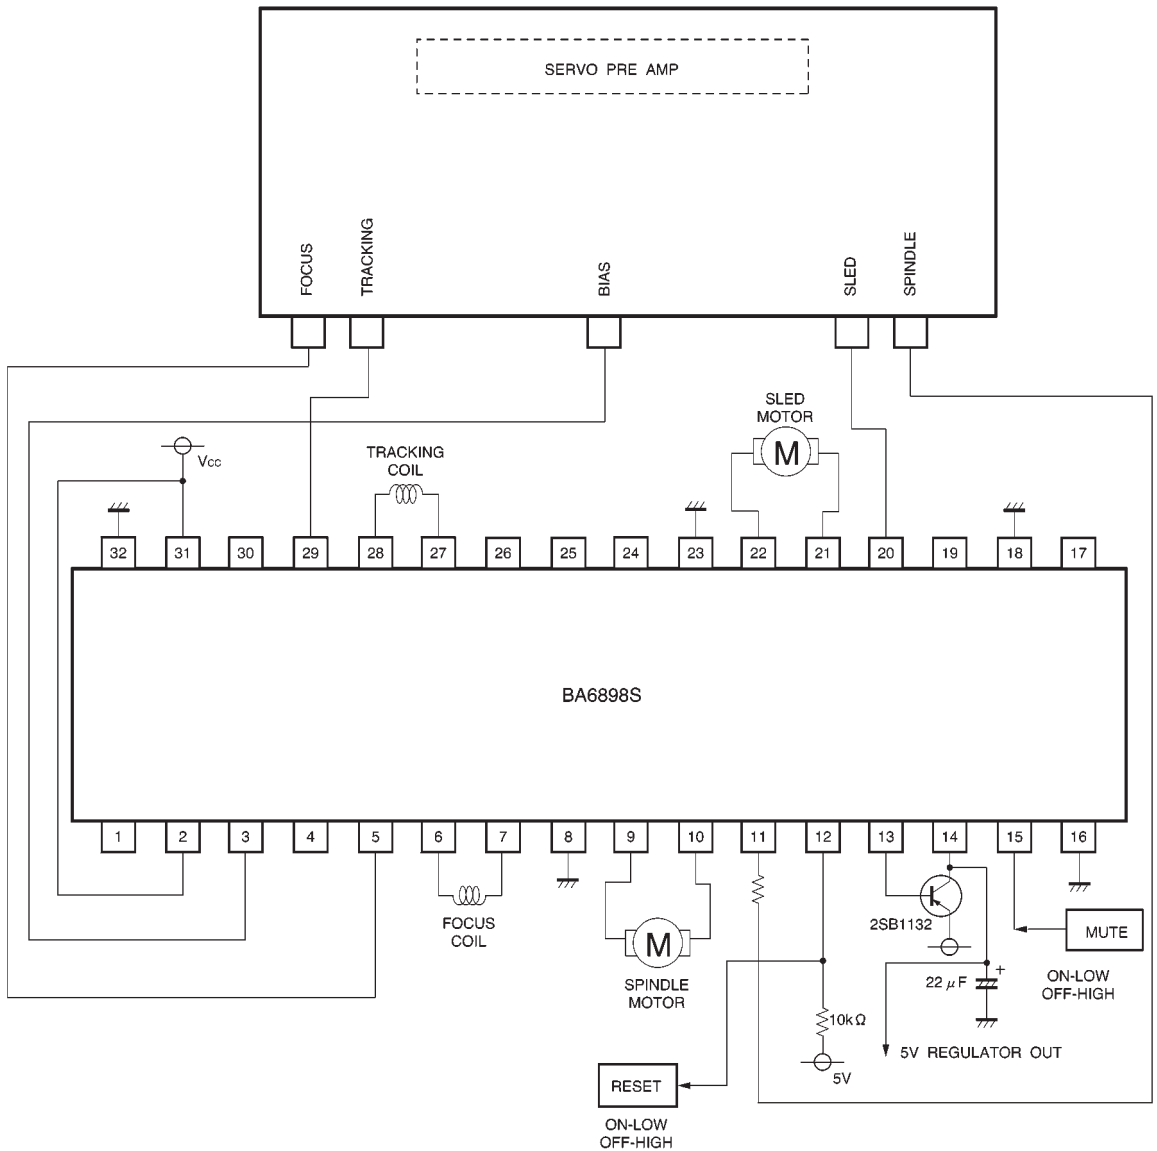 SERVO PRE AMP
FOCUS
TRACKING
BIAS
SLED
SPINDLE
SLED
MOTOR
M
Vcc
TRACKING
COIL
32
31
30
29
28
27
26
25
24
23
22
21
20
19
18
17
BA6898S
1
2
3
4
5
6
7
8
9
10
11
12
13
14
15
16
FOCUS
COIL
M
SPINDLE
MOTOR
2SB1132
MUTE
ON-LOW
OFF-HIGH
22 μF
+
10kΩ
5V
5V REGULATOR OUT
RESET
ON-LOW
OFF-HIGH